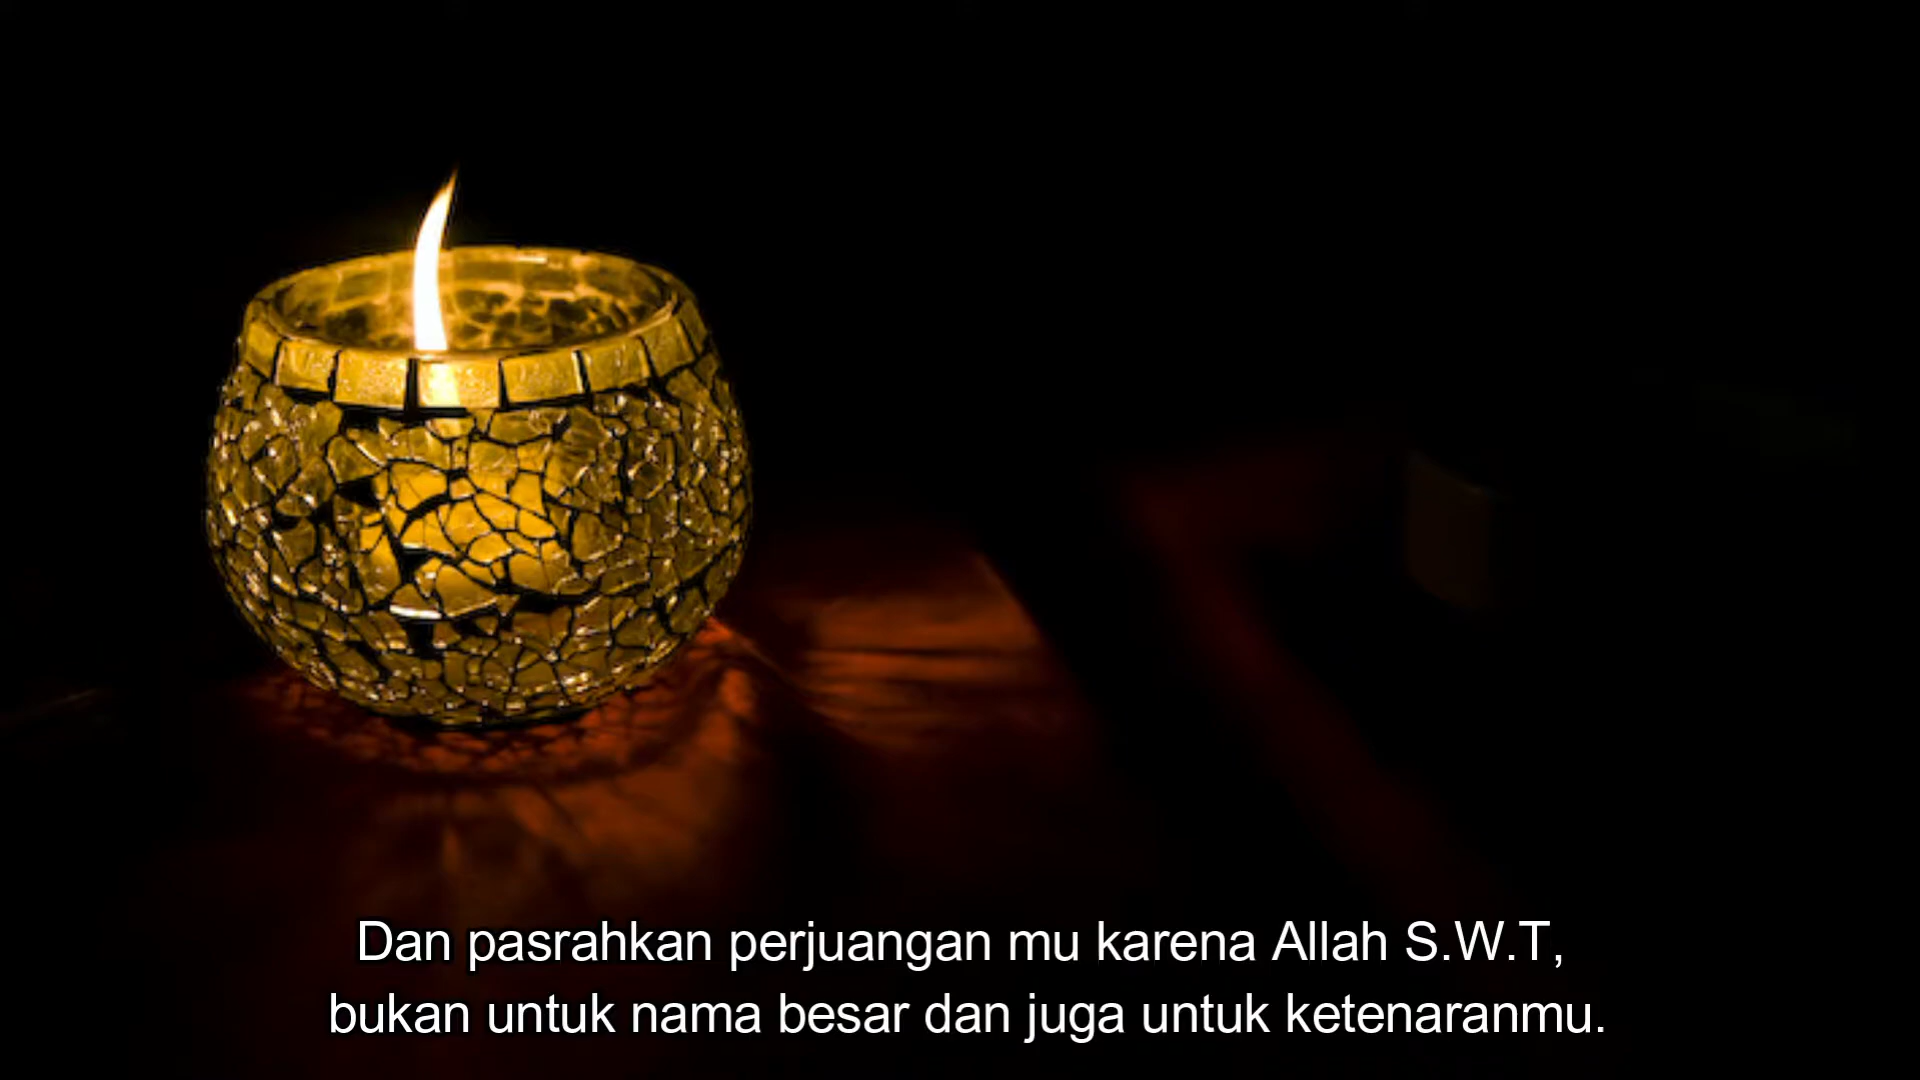 Dan pasrahkan perjuangan mu karena Allah S.W.T,
bukan untuk nama besar dan juga untuk ketenaranmu.